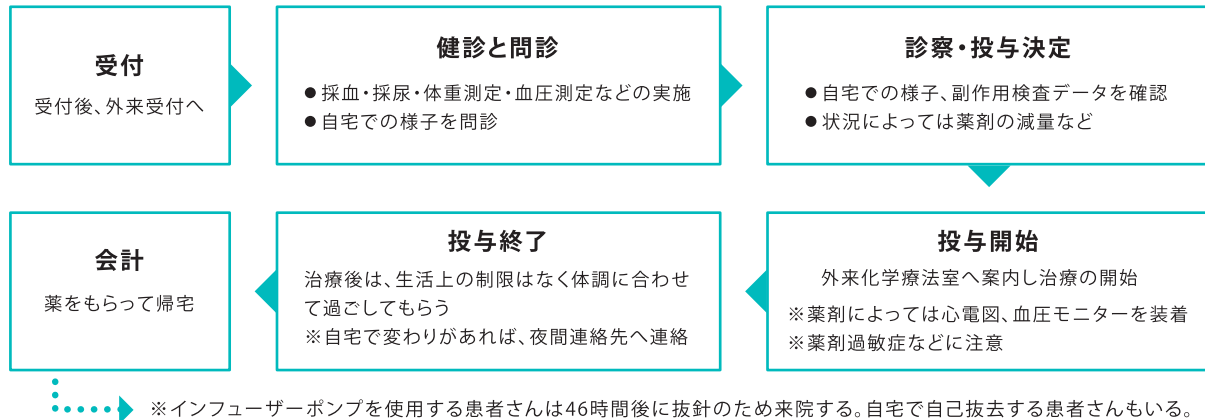 受付
受付後、外来受付へ
健診と問診
●採血・採尿・体重測定・血圧測定などの実施
●自宅での様子を問診
診察・投与決定
●自宅での様子、副作用検査データを確認
●状況によっては薬剤の減量など
投与開始
外来化学療法室へ案内し治療の開始
※薬剤によっては心電図、血圧モニターを装着
※薬剤過敏症などに注意
投与終了
治療後は、生活上の制限はなく体調に合わせ
て過ごしてもらう
※自宅で変わりがあれば、夜間連絡先へ連絡
会計
薬をもらって帰宅
※インフューザーポンプを使用する患者さんは46時間後に抜針のため来院する。自宅で自己抜去する患者さんもいる。